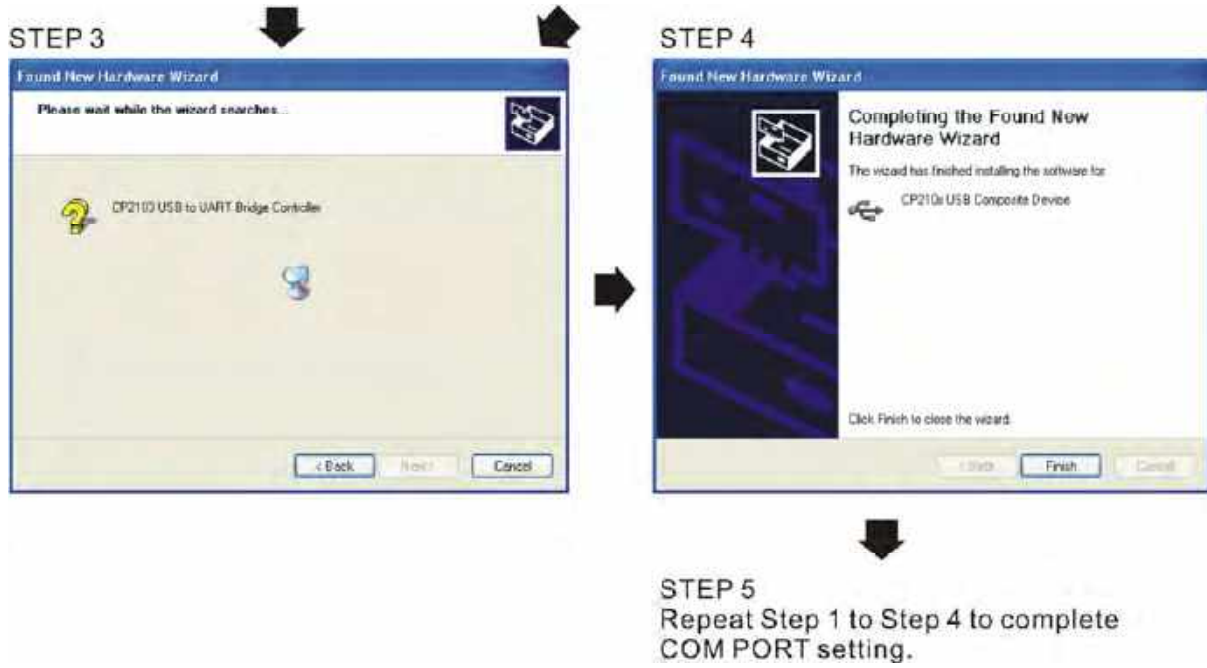 STEP 3
Found New Hardware Wizard
Please wait while the wizard searches...
CP2103 USB to UART Bridge Controller
< Back
Next >
Cancel
STEP 4
Found New Hardware Wizard
Completing the Found New
Hardware Wizard
The wizard has finished installing the software for
CP210x USB Composite Device
Click Finish to close the wizard.
< Back
Finish
Cancel
STEP 5
Repeat Step 1 to Step 4 to complete
COM PORT setting.